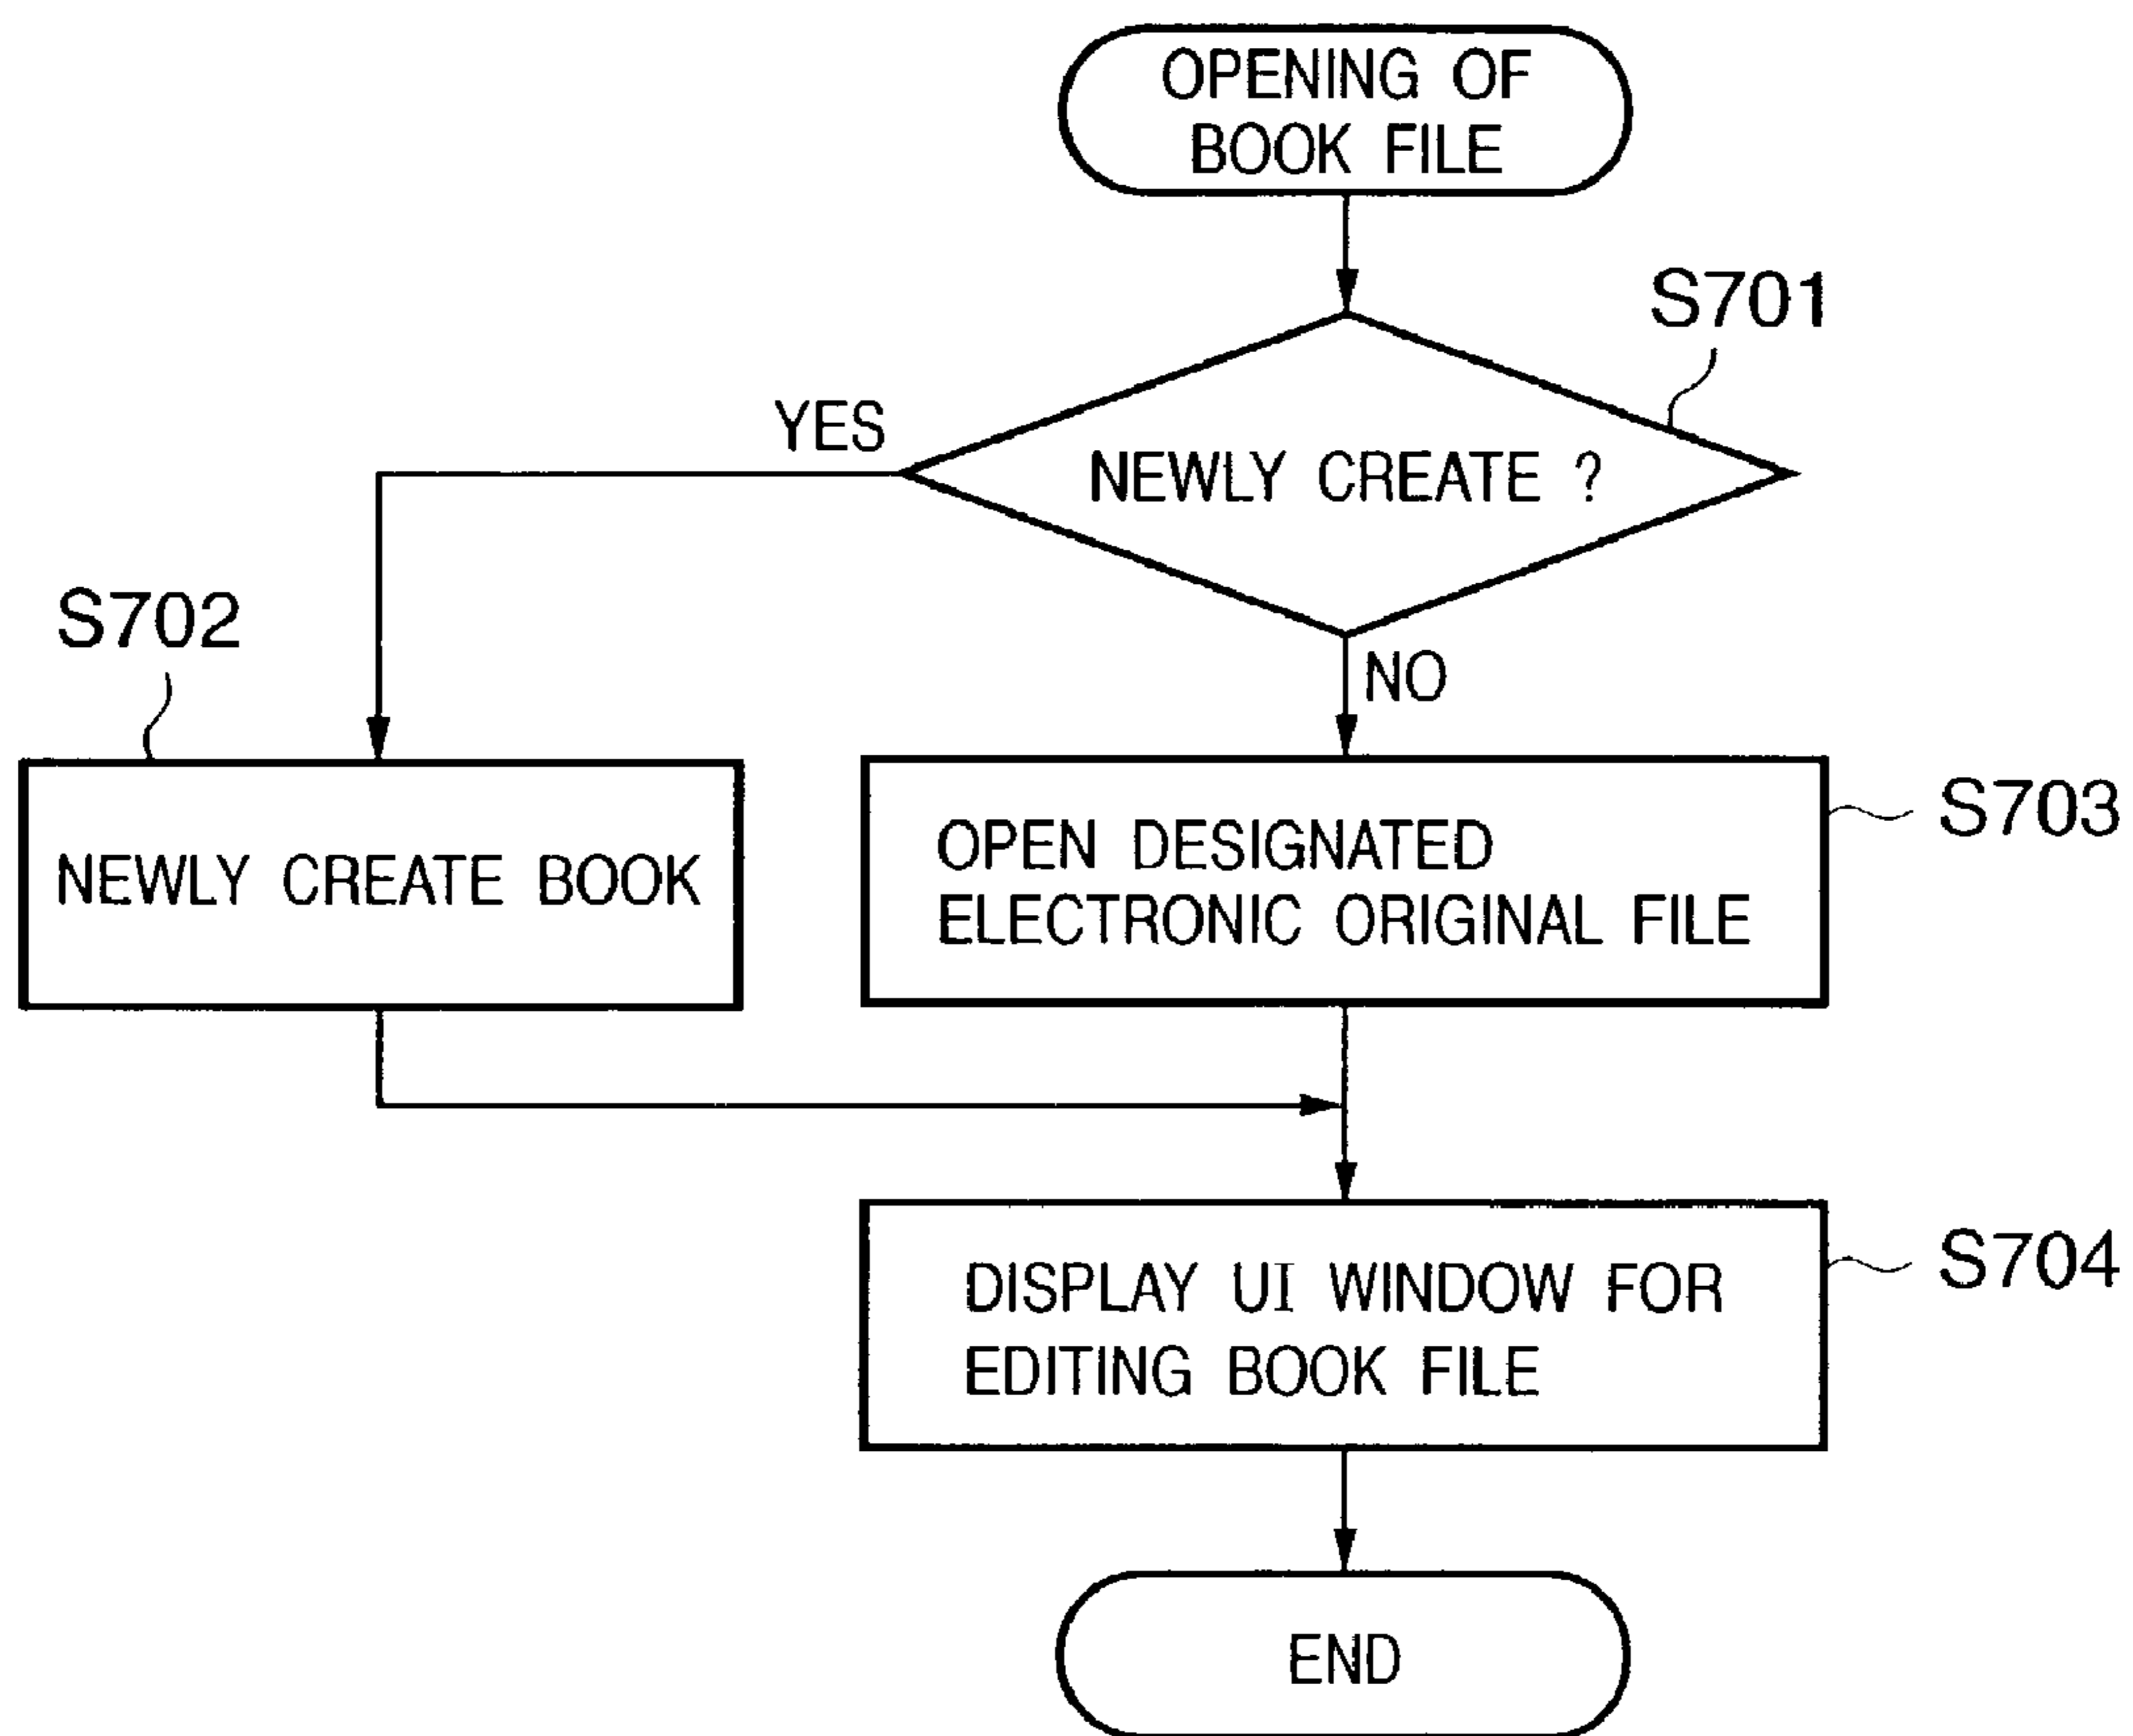 OPENING OF
BOOK FILE
S701
YES
NEWLY CREATE ?
S702
NO
NEWLY CREATE BOOK
OPEN DESIGNATED
ELECTRONIC ORIGINAL FILE
S703
DISPLAY UI WINDOW FOR
EDITING BOOK FILE
S704
END